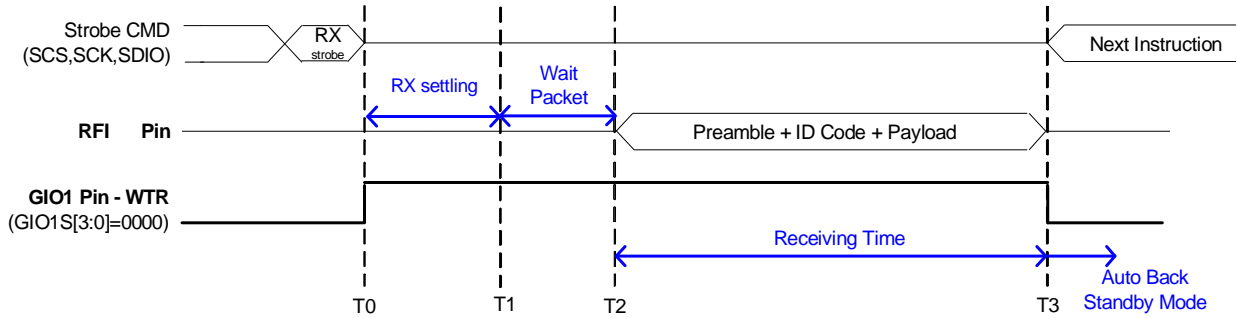 Strobe CMD
(SCS,SCK,SDIO)
RX
strobe
Next Instruction
RX settling
Wait
Packet
RFI Pin
Preamble + ID Code + Payload
GIO1 Pin - WTR
(GIO1S[3:0]=0000)
Receiving Time
Auto Back
Standby Mode
T0
T1
T2
T3